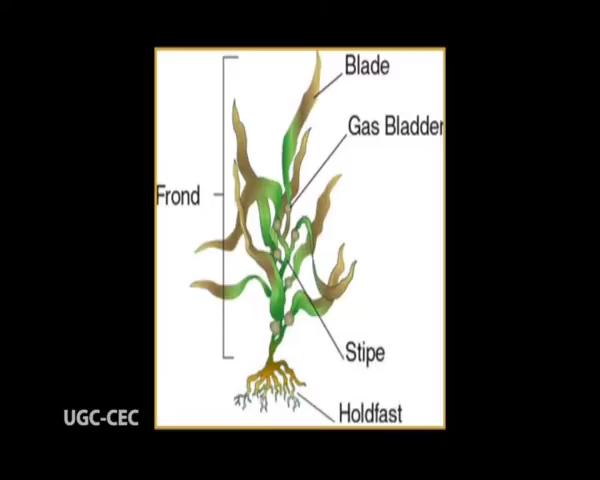 Blade
Gas Bladder
Frond
Stipe
Holdfast
UGC-CEC